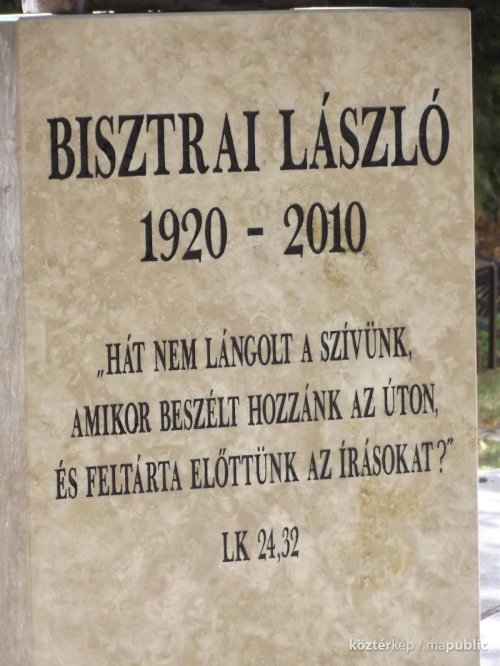 BISZTRAI LÁSZLÓ
1920 - 2010
„HÁT NEM LÁNGOLT A SZÍVÜNK,
AMIKOR BESZÉLT HOZZÁNK AZ ÚTON,
ÉS FELTÁRTA ELŐTTÜNK AZ ÍRÁSOKAT?”
LK 24,32
köztérkép / mapublic